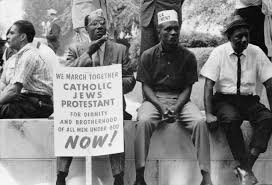 WE MARCH TOGETHER
CATHOLIC
JEWS
PROTESTANT
FOR DIGNITY
AND BROTHERHOOD
OF ALL MEN UNDER GOD
NOW!